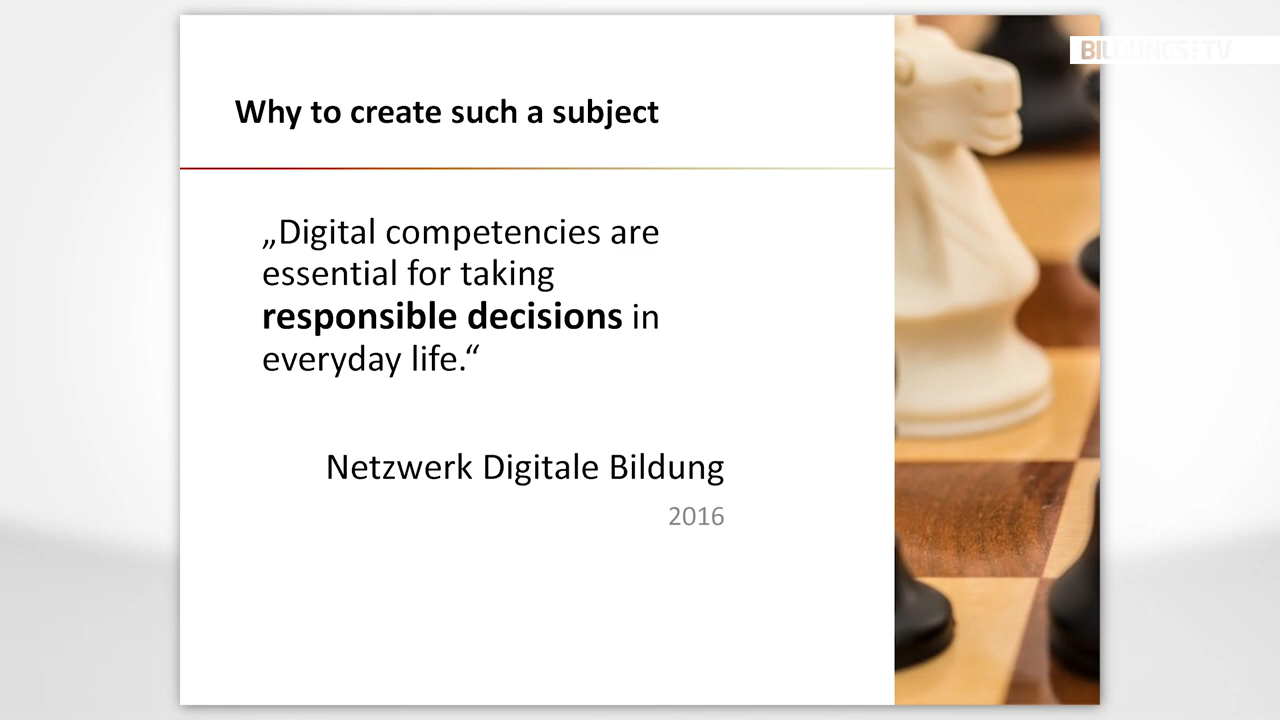 BILDUNGS TV
Why to create such a subject
„Digital competencies are
essential for taking
responsible decisions in
everyday life.“
Netzwerk Digitale Bildung
2016